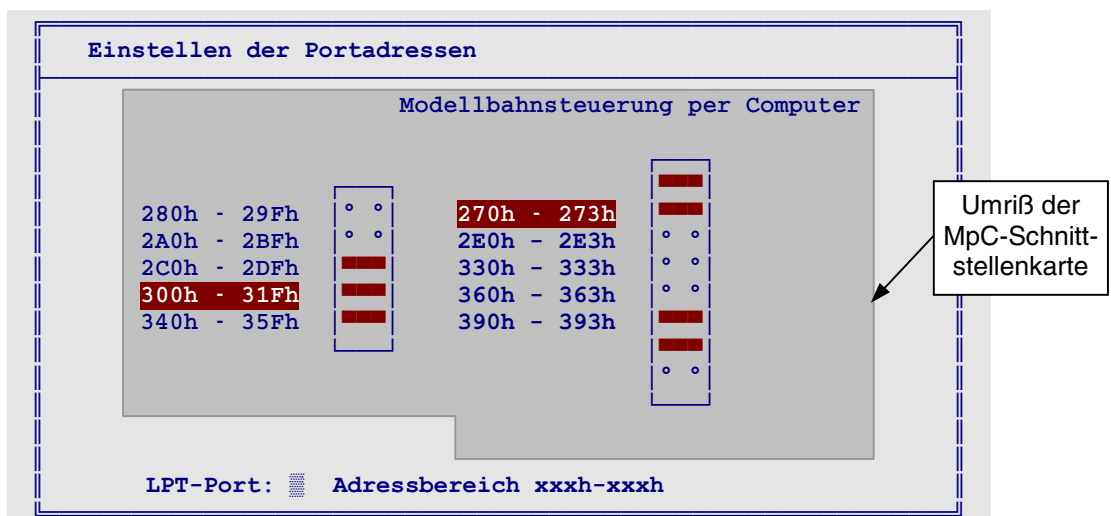 Einstellen der Portadressen
Modellbahnsteuerung per Computer
280h - 29Fh
2A0h - 2BFh
2C0h - 2DFh
300h - 31Fh
340h - 35Fh
270h - 273h
2E0h - 2E3h
330h - 333h
360h - 363h
390h - 393h
Umriß der
MpC-Schnitt-
stellenkarte
LPT-Port: ▒ Adressbereich xxxh-xxxh